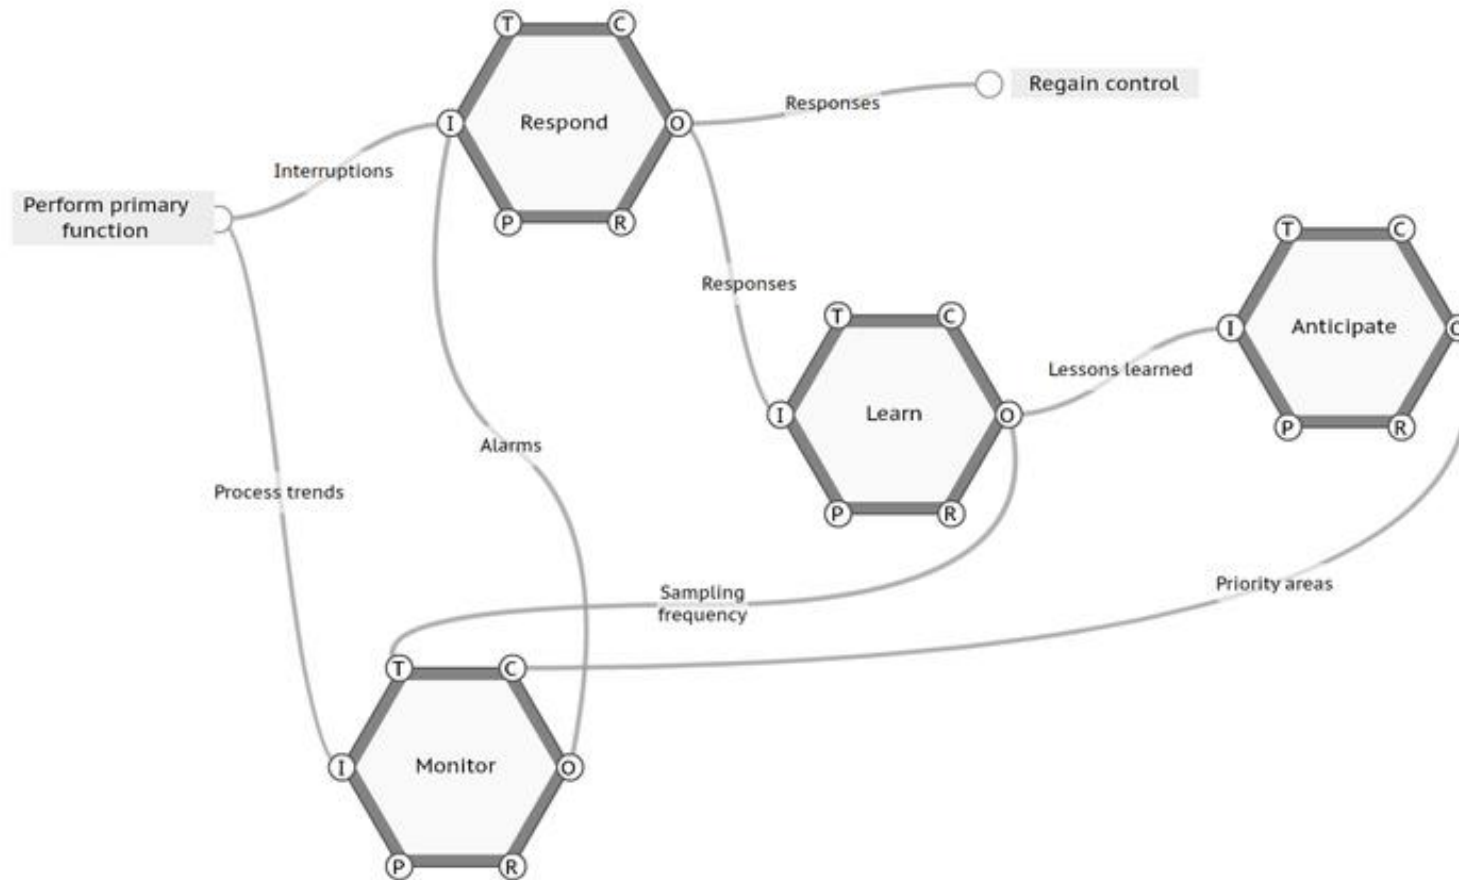 T
C
I
Respond
O
P
R
Responses
Regain control
Interruptions
Perform primary
function
Responses
T
C
I
Anticipate
P
R
T
C
I
Learn
O
P
R
Lessons learned
Alarms
Process trends
Sampling
frequency
Priority areas
T
C
I
Monitor
O
P
R